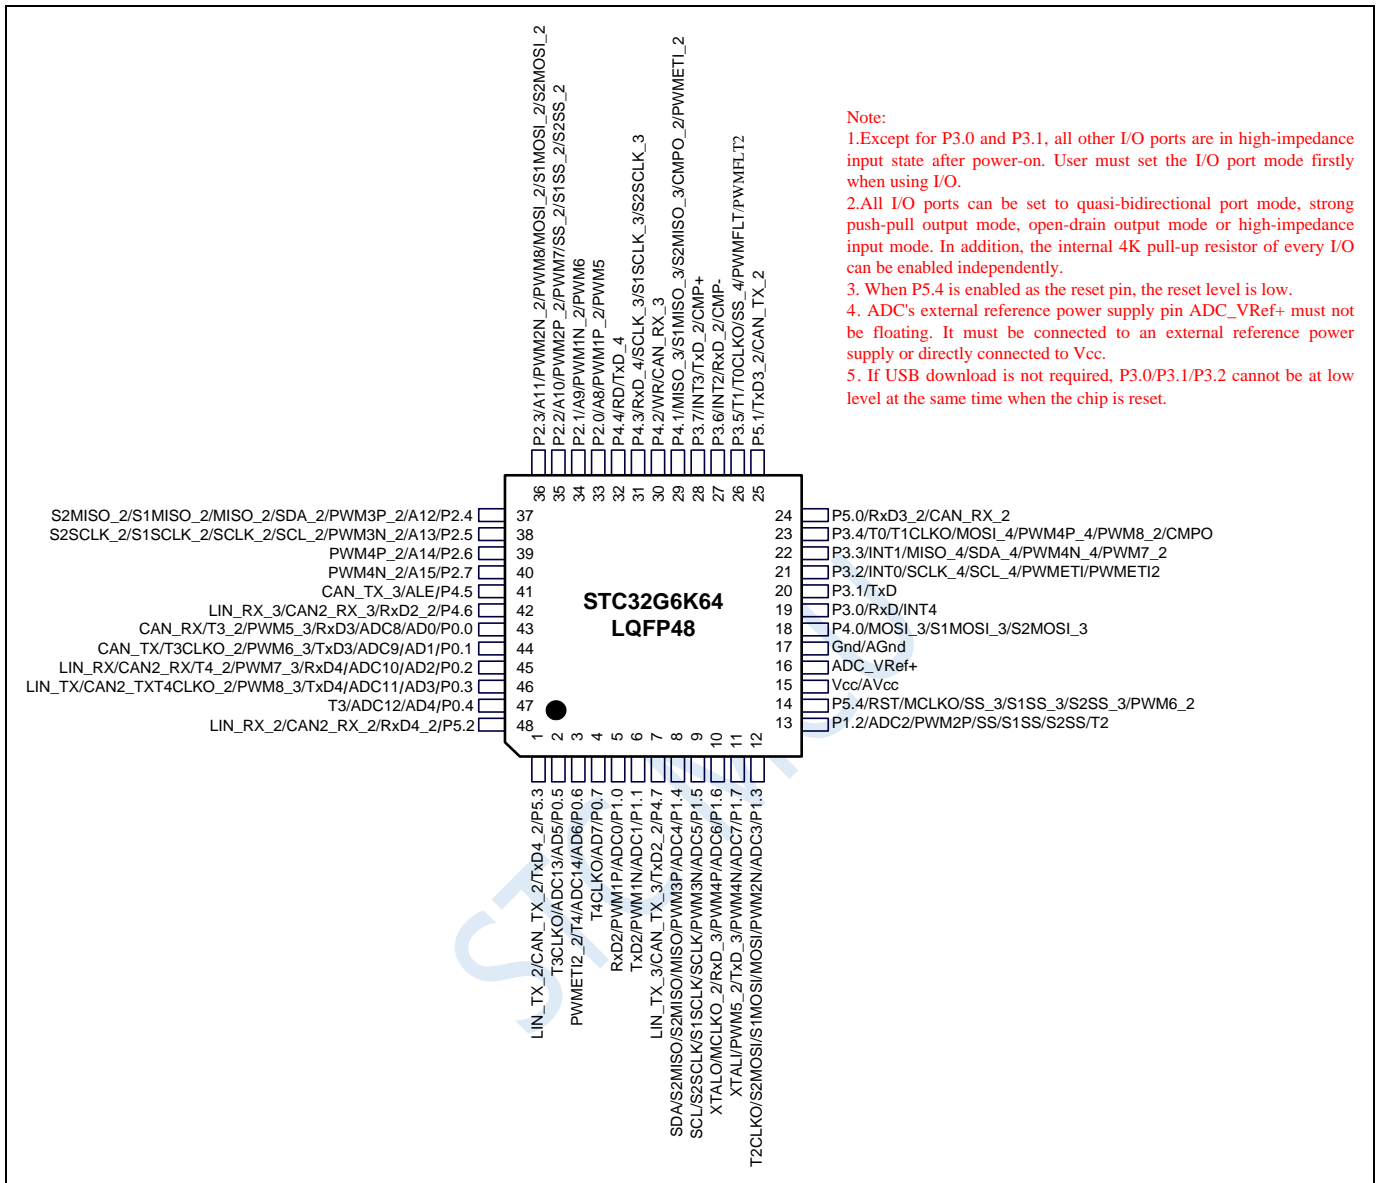 P2.3/A11/PWM2N_2/PWM8/MOSI_2/S1MOSI_2/S2MOSI_2
P2.2/A10/PWM2P_2/PWM7/SS_2/S1SS_2/S2SS_2
P2.1/A9/PWM1N_2/PWM6
P2.0/A8/PWM1P_2/PWM5
P4.4/RD/TxD_4
P4.3/RxD_4/SCLK_3/S1SCLK_3/S2SCLK_3
P4.2/WR/CAN_RX_3
P4.1/MISO_3/S1MISO_3/S2MISO_3/CMPO_2/PWMETI_2
P3.7/INT3/TxD_2/CMP+
P3.6/INT2/RxD_2/CMP-
P3.5/T1/T0CLKO/SS_4/PWMFLT/PWMFLT2
P5.1/TxD3_2/CAN_TX_2
Note:
1.Except for P3.0 and P3.1, all other I/O ports are in high-impedance
input state after power-on. User must set the I/O port mode firstly
when using I/O.
2.All I/O ports can be set to quasi-bidirectional port mode, strong
push-pull output mode, open-drain output mode or high-impedance
input mode. In addition, the internal 4K pull-up resistor of every I/O
can be enabled independently.
3. When P5.4 is enabled as the reset pin, the reset level is low.
4. ADC's external reference power supply pin ADC_VRef+ must not
be floating. It must be connected to an external reference power
supply or directly connected to Vcc.
5. If USB download is not required, P3.0/P3.1/P3.2 cannot be at low
level at the same time when the chip is reset.
36 35 34 33 32 31 30 29 28 27 26 25
S2MISO_2/S1MISO_2/MISO_2/SDA_2/PWM3P_2/A12/P2.4 37
S2SCLK_2/S1SCLK_2/SCLK_2/SCL_2/PWM3N_2/A13/P2.5 38
PWM4P_2/A14/P2.6 39
PWM4N_2/A15/P2.7 40
CAN_TX_3/ALE/P4.5 41
LIN_RX_3/CAN2_RX_3/RxD2_2/P4.6 42
CAN_RX/T3_2/PWM5_3/RxD3/ADC8/AD0/P0.0 43
CAN_TX/T3CLKO_2/PWM6_3/TxD3/ADC9/AD1/P0.1 44
LIN_RX/CAN2_RX/T4_2/PWM7_3/RxD4/ADC10/AD2/P0.2 45
LIN_TX/CAN2_TXT4CLKO_2/PWM8_3/TxD4/ADC11/AD3/P0.3 46
T3/ADC12/AD4/P0.4 47
LIN_RX_2/CAN2_RX_2/RxD4_2/P5.2 48
STC32G6K64
LQFP48
24 P5.0/RxD3_2/CAN_RX_2
23 P3.4/T0/T1CLKO/MOSI_4/PWM4P_4/PWM8_2/CMPO
22 P3.3/INT1/MISO_4/SDA_4/PWM4N_4/PWM7_2
21 P3.2/INT0/SCLK_4/SCL_4/PWMETI/PWMETI2
20 P3.1/TxD
19 P3.0/RxD/INT4
18 P4.0/MOSI_3/S1MOSI_3/S2MOSI_3
17 Gnd/AGnd
16 ADC_VRef+
15 Vcc/AVcc
14 P5.4/RST/MCLKO/SS_3/S1SS_3/S2SS_3/PWM6_2
13 P1.2/ADC2/PWM2P/SS/S1SS/S2SS/T2
1 2 3 4 5 6 7 8 9 10 11 12
LIN_TX_2/CAN_TX_2/TxD4_2/P5.3
T3CLKO/ADC13/AD5/P0.5
PWMETI2_2/T4/ADC14/AD6/P0.6
T4CLKO/AD7/P0.7
RxD2/PWM1P/ADC0/P1.0
TxD2/PWM1N/ADC1/P1.1
LIN_TX_3/CAN_TX_3/TxD2_2/P4.7
SDA/S2MISO/S2MISO/MISO/PWM3P/ADC4/P1.4
SCL/S2SCLK/S1SCLK/SCLK/PWM3N/ADC5/P1.5
XTALO/MCLKO_2/RxD_3/PWM4P/ADC6/P1.6
XTALI/PWM5_2/TxD_3/PWM4N/ADC7/P1.7
T2CLKO/S2MOSI/S1MOSI/MOSI/PWM2N/ADC3/P1.3
STC MCU